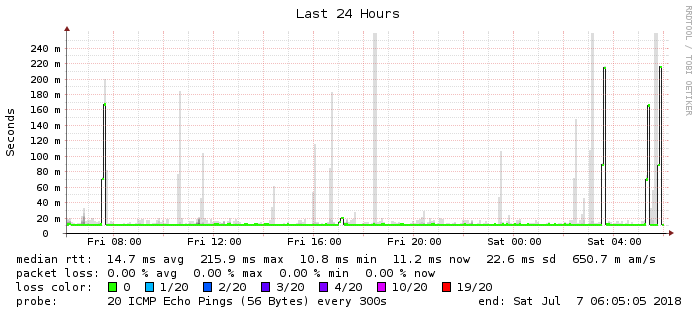 Last 24 Hours
RRDTOOL / TOBI OETIKER
Seconds
240 m
220 m
200 m
180 m
160 m
140 m
120 m
100 m
80 m
60 m
40 m
20 m
0
Fri 08:00 Fri 12:00 Fri 16:00 Fri 20:00 Sat 00:00 Sat 04:00
median rtt: 14.7 ms avg 215.9 ms max 10.8 ms min 11.2 ms now 22.6 ms sd 650.7 m am/s
packet loss: 0.00 % avg 0.00 % max 0.00 % min 0.00 % now
loss color: 0 1/20 2/20 3/20 4/20 10/20 19/20
probe: 20 ICMP Echo Pings (56 Bytes) every 300s end: Sat Jul 7 06:05:05 2018